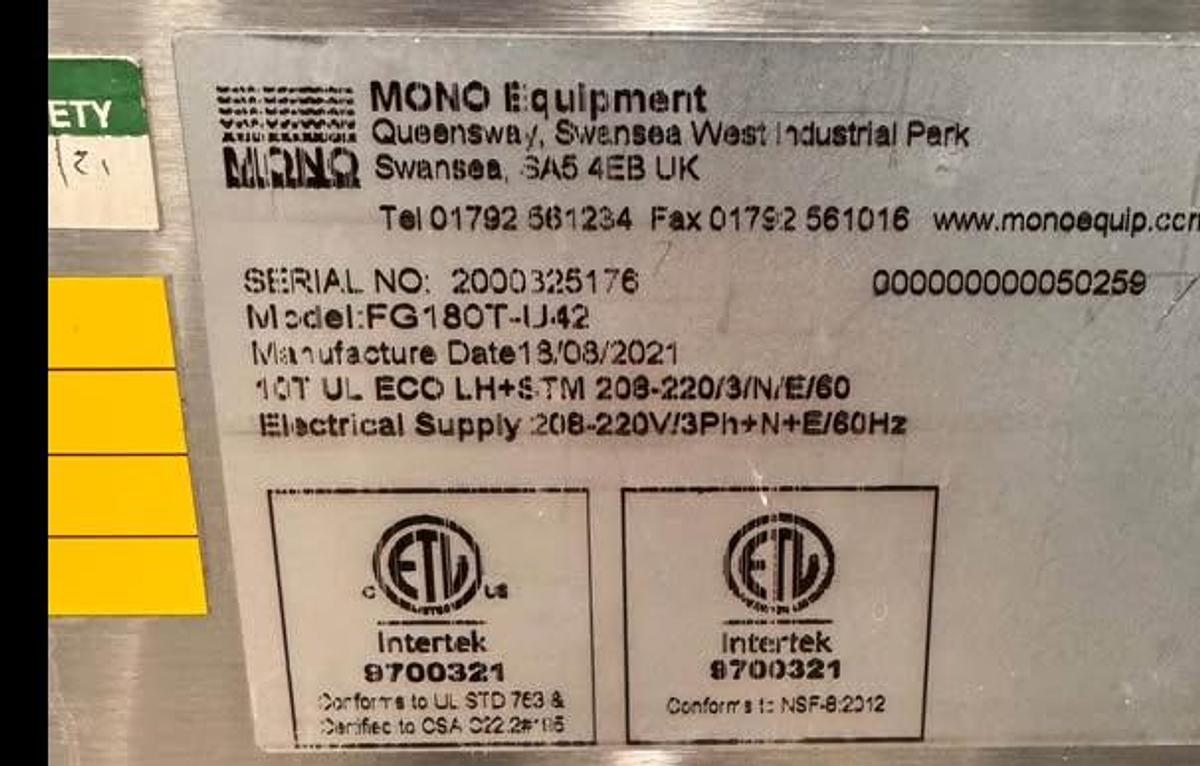 ETY
MONO Equipment
MONO
Queensway, Swansea West Industrial Park
Swansea, SA5 4EB UK
Tel 01792 561234 Fax 01792 561016 www.monoequip.com
SERIAL NO: 2000325176 000000000050259
Model:FG180T-U42
Manufacture Date18/08/2021
10T UL ECO LH+STM 208-220/3/N/E/60
Electrical Supply 208-220V/3Ph+N+E/60Hz
C ETL US
Intertek
9700321
Conforms to UL STD 763 &
Certified to CSA C22.2#195
ETL
Intertek
9700321
Conforms to NSF-8:2012